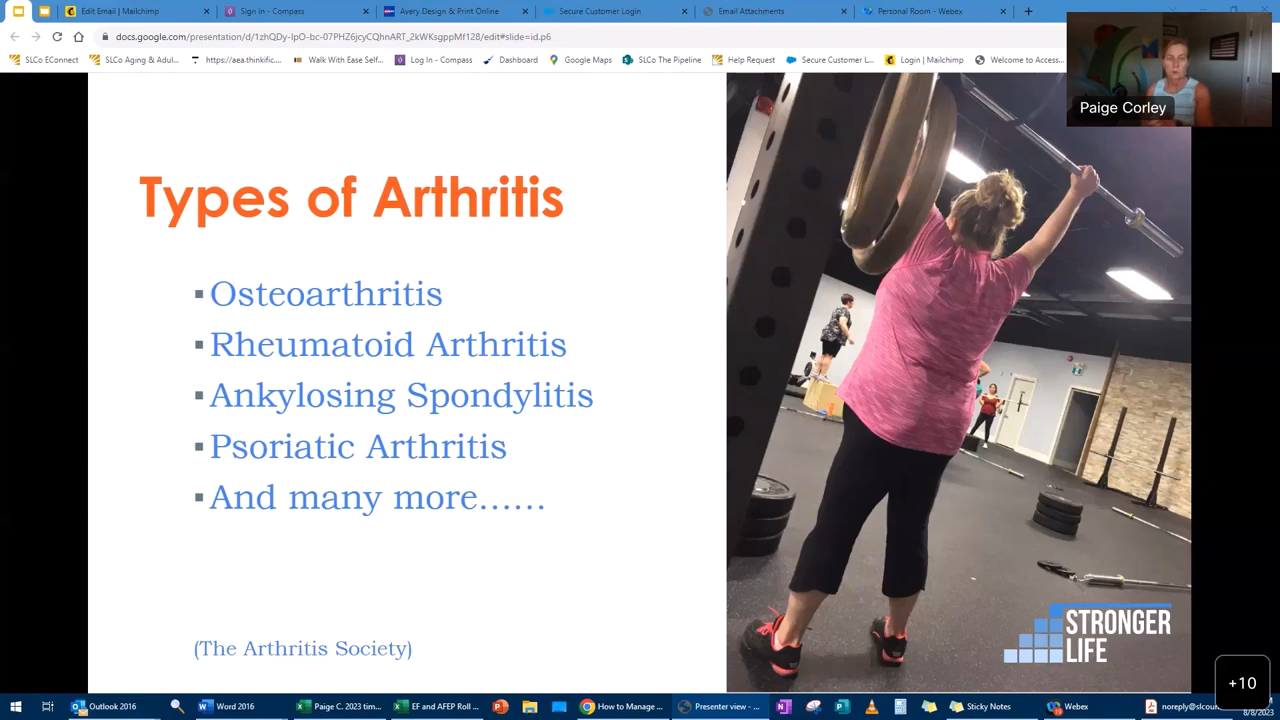 Edit Email | Mailchimp
Sign In - Compass
Avery Design & Print Online
Secure Customer Login
Email Attachments
Personal Room - Webex
docs.google.com/presentation/d/1zhQDy-IpO-bc-07PHZ6jcyCQhnART_2kWKsgppMf128/edit#slide=id.p6
SLCo EConnect
SLCo Aging & Adul...
https://aea.thinkific....
Walk With Ease Self...
Log In - Compass
Dashboard
Google Maps
SLCo The Pipeline
Help Request
Secure Customer L...
Login | Mailchimp
Welcome to Access...
Paige Corley
Types of Arthritis
▪ Osteoarthritis
▪ Rheumatoid Arthritis
▪ Ankylosing Spondylitis
▪ Psoriatic Arthritis
▪ And many more......
(The Arthritis Society)
STRONGER
LIFE
+10
Outlook 2016
Word 2016
Paige C. 2023 tim...
EF and AFEP Roll ...
How to Manage ...
Presenter view - ...
Sticky Notes
Webex
noreply@slcoun...
8/8/2023